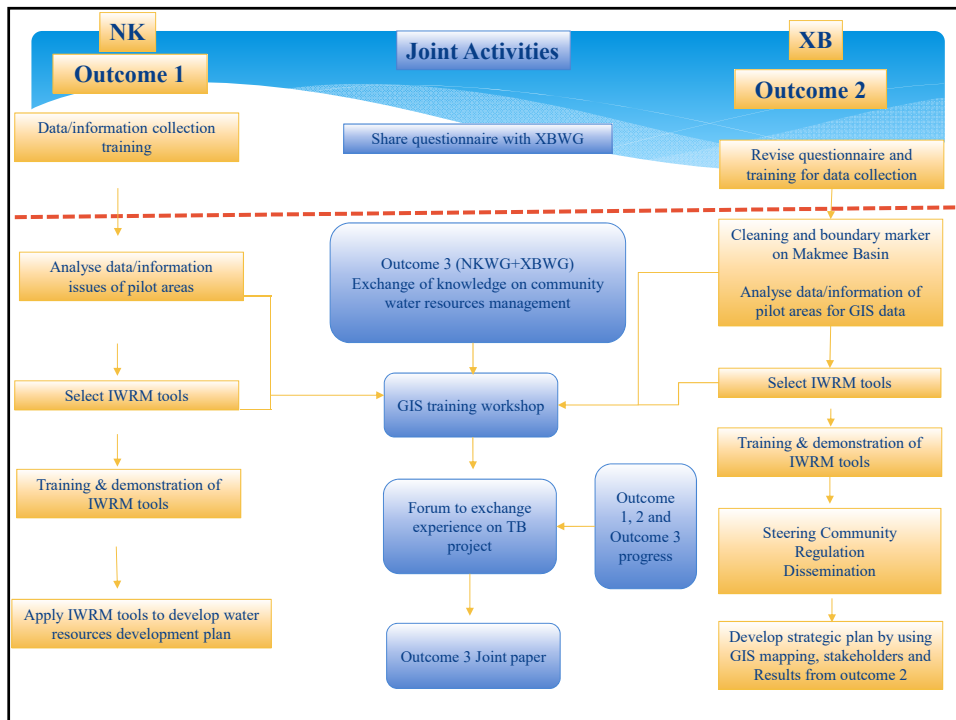 NK
Outcome 1
Data/information collection
training
Analyse data/information
issues of pilot areas
Select IWRM tools
Training & demonstration of
IWRM tools
Apply IWRM tools to develop water
resources development plan
Joint Activities
Share questionnaire with XBWG
Outcome 3 (NKWG+XBWG)
Exchange of knowledge on community
water resources management
GIS training workshop
Forum to exchange
experience on TB
project
Outcome
1, 2 and
Outcome 3
progress
Outcome 3 Joint paper
XB
Outcome 2
Revise questionnaire and
training for data collection
Cleaning and boundary marker
on Makmee Basin
Analyse data/information of
pilot areas for GIS data
Select IWRM tools
Training & demonstration of
IWRM tools
Steering Community
Regulation
Dissemination
Develop strategic plan by using
GIS mapping, stakeholders and
Results from outcome 2